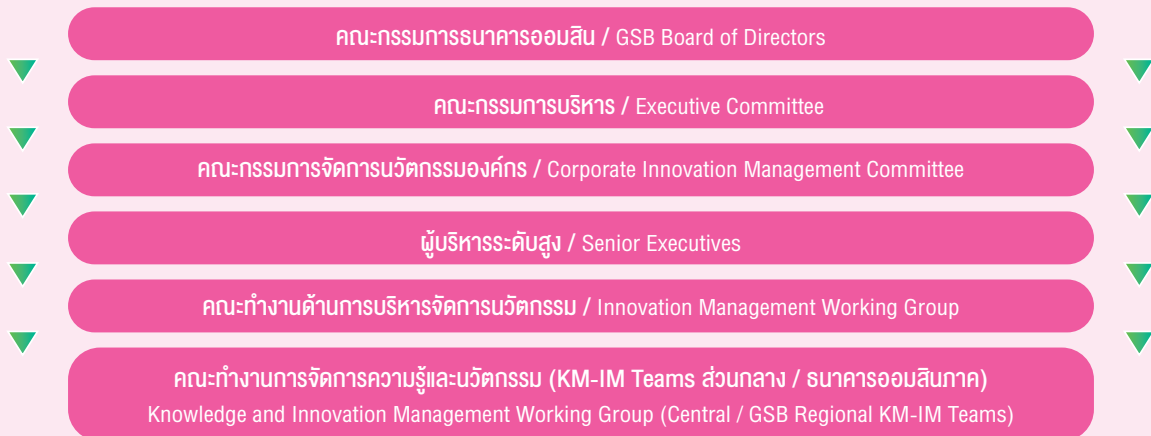 คณะกรรมการธนาคารออมสิน / GSB Board of Directors
คณะกรรมการบริหาร / Executive Committee
คณะกรรมการจัดการนวัตกรรมองค์กร / Corporate Innovation Management Committee
ผู้บริหารระดับสูง / Senior Executives
คณะทำงานด้านการบริหารจัดการนวัตกรรม / Innovation Management Working Group
คณะทำงานการจัดการความรู้และนวัตกรรม (KM-IM Teams ส่วนกลาง / ธนาคารออมสินภาค)
Knowledge and Innovation Management Working Group (Central / GSB Regional KM-IM Teams)